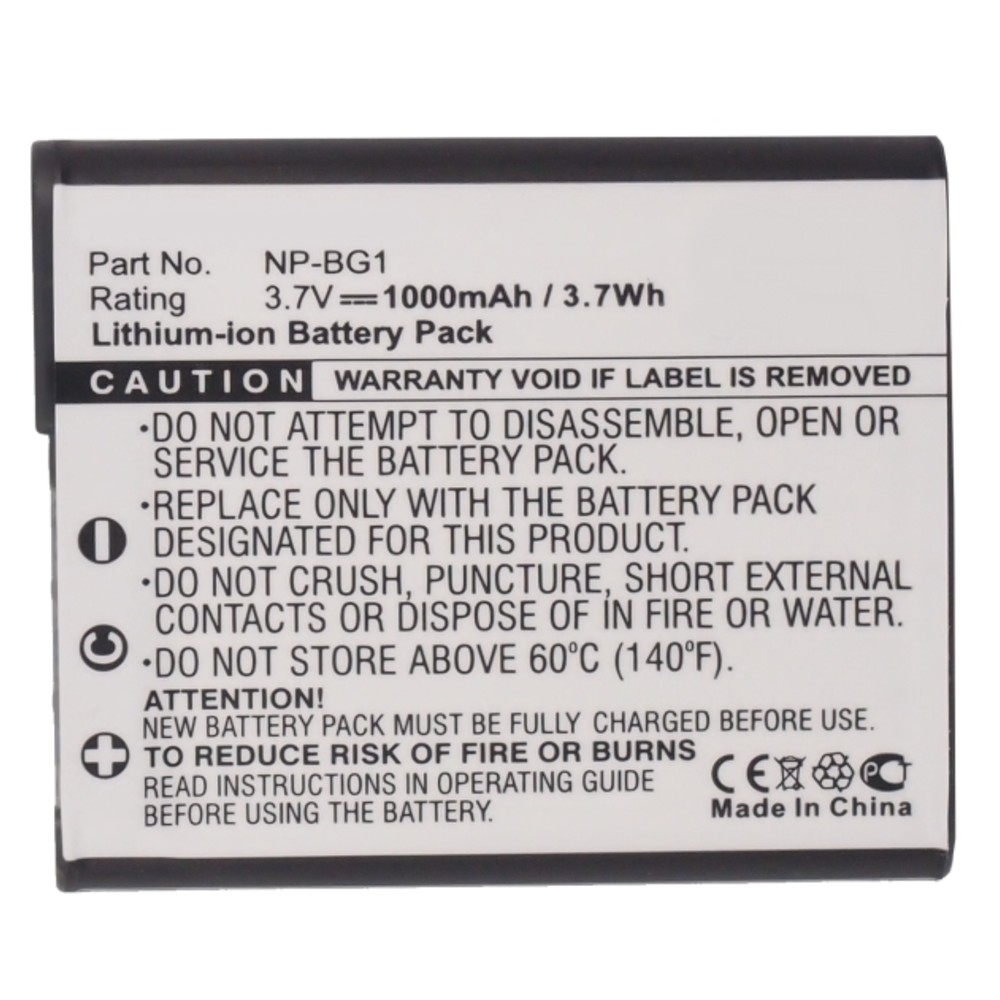 Part No. NP-BG1
Rating 3.7V⎓1000mAh / 3.7Wh
Lithium-ion Battery Pack
CAUTION WARRANTY VOID IF LABEL IS REMOVED
·DO NOT ATTEMPT TO DISASSEMBLE, OPEN OR
SERVICE THE BATTERY PACK.
·REPLACE ONLY WITH THE BATTERY PACK
DESIGNATED FOR THIS PRODUCT.
·DO NOT CRUSH, PUNCTURE, SHORT EXTERNAL
CONTACTS OR DISPOSE OF IN FIRE OR WATER.
·DO NOT STORE ABOVE 60°C (140°F).
ATTENTION!
NEW BATTERY PACK MUST BE FULLY CHARGED BEFORE USE.
TO REDUCE RISK OF FIRE OR BURNS
READ INSTRUCTIONS IN OPERATING GUIDE
BEFORE USING THE BATTERY.
C
CE PCT
Made In China